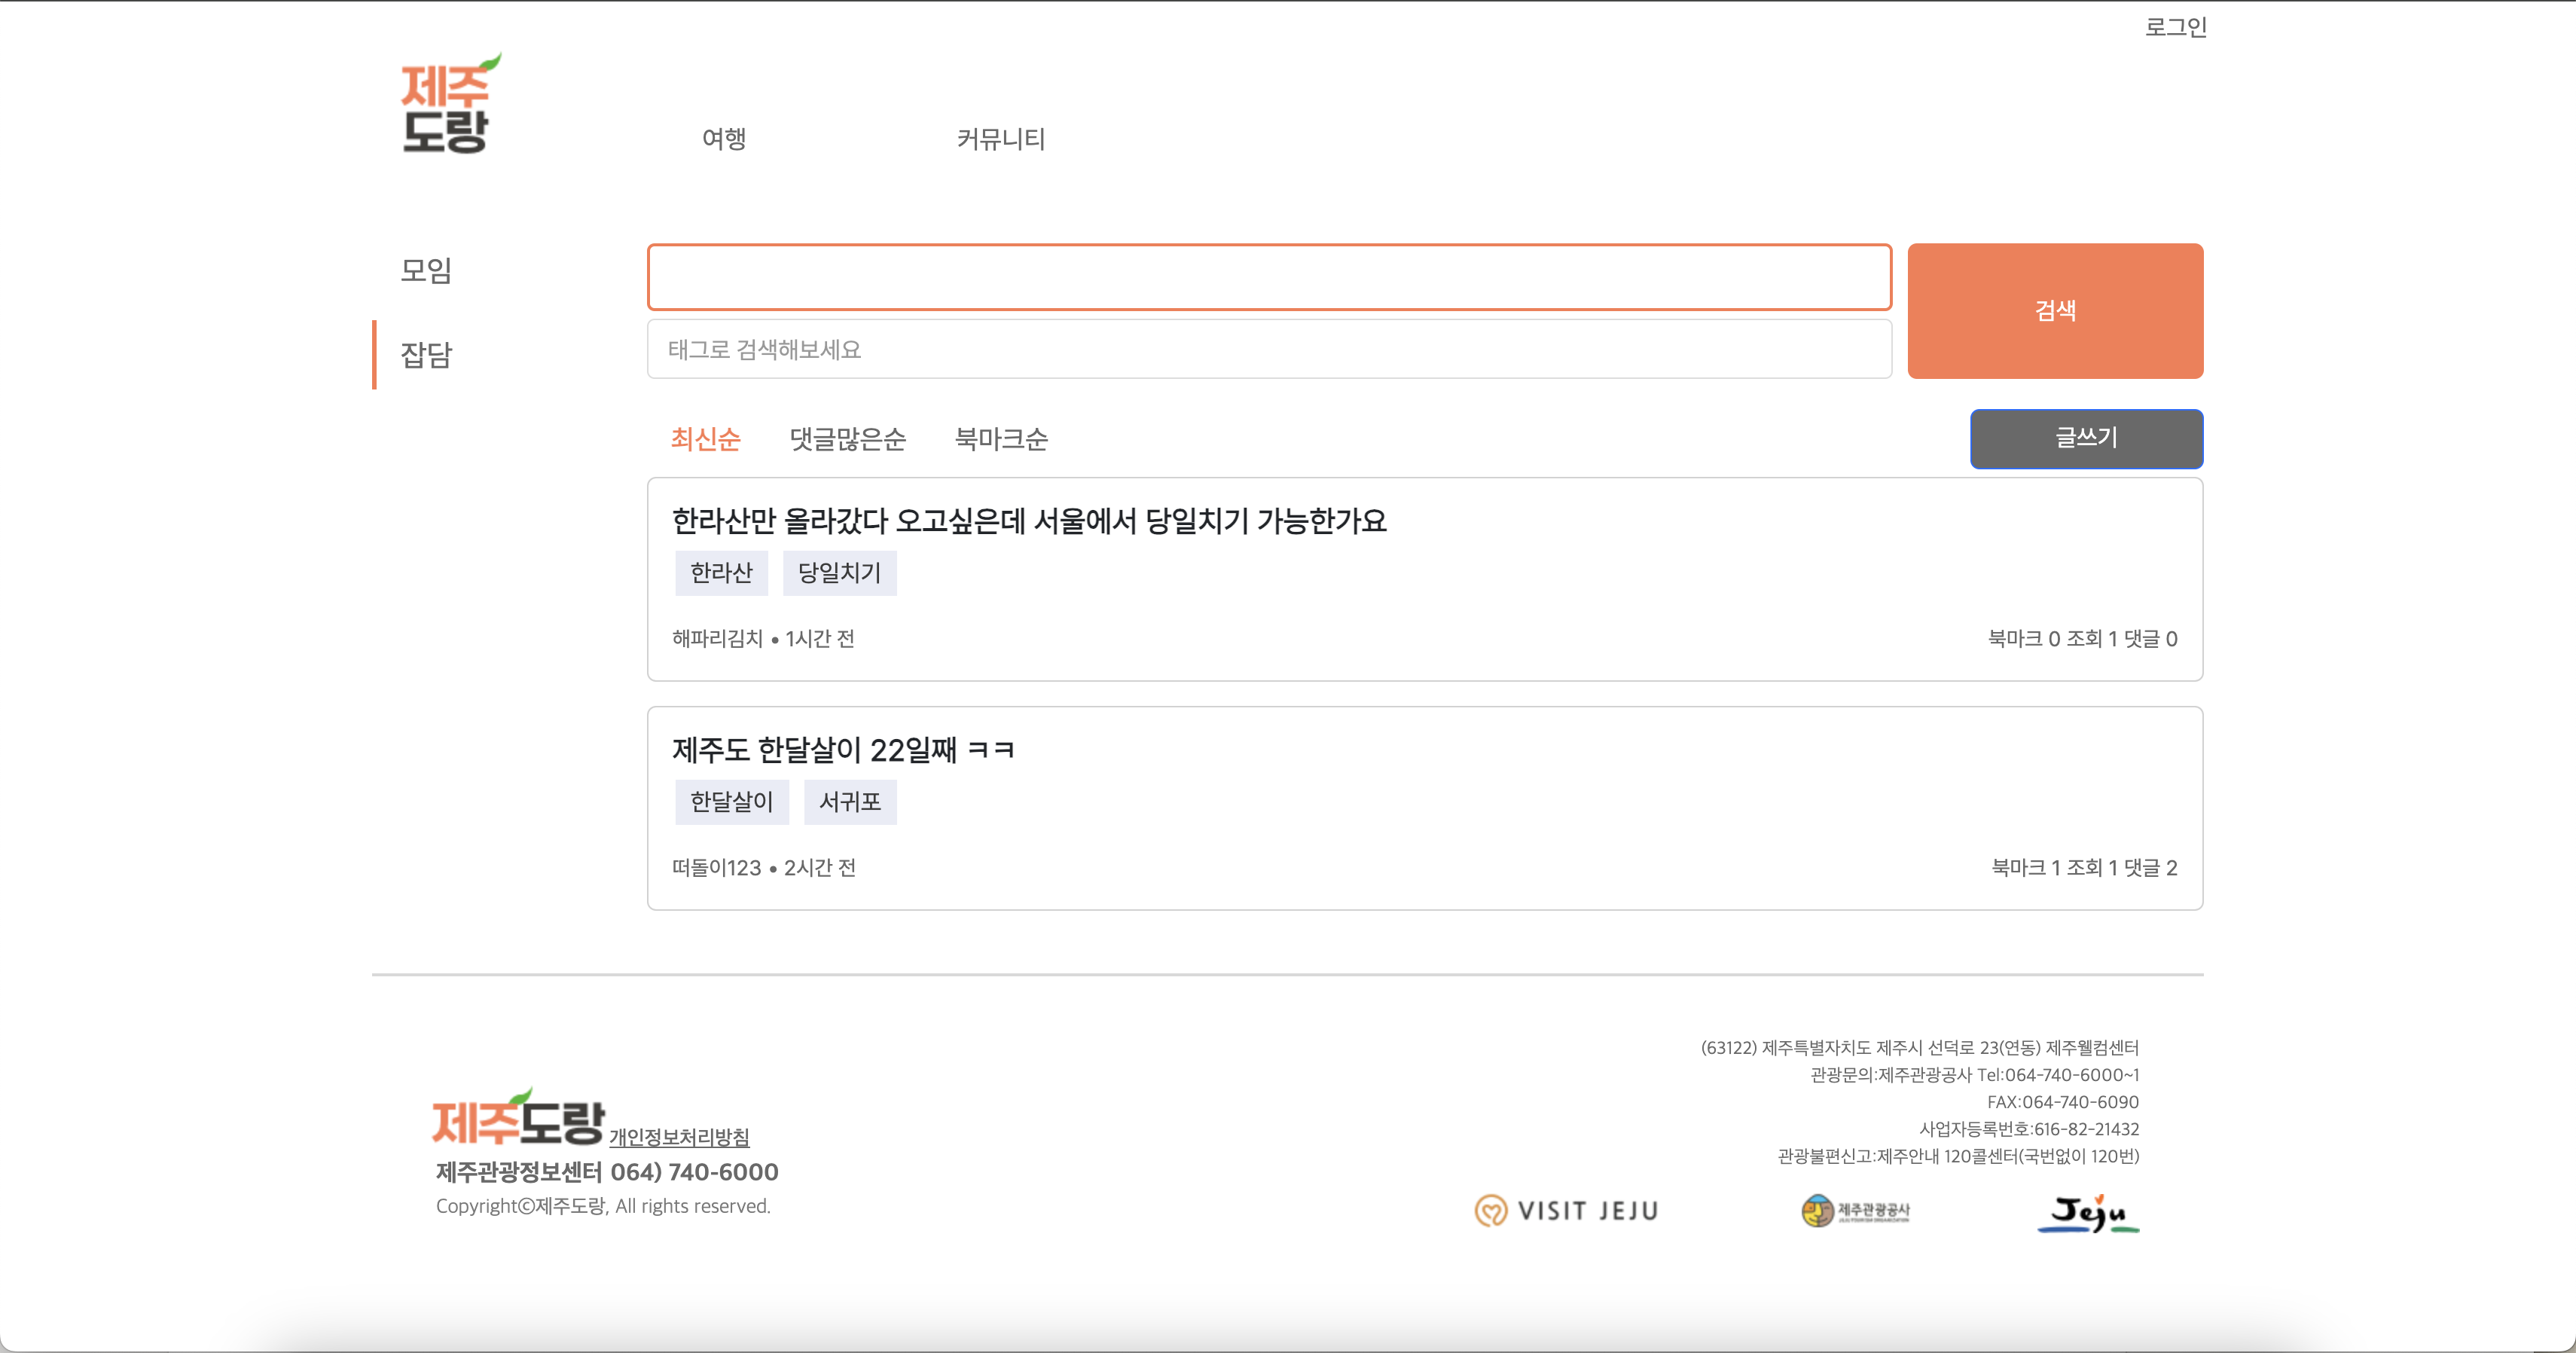 로그인
제주
도랑
여행 커뮤니티
모임
잡담
검색
태그로 검색해보세요
최신순 댓글많은순 북마크순
글쓰기
한라산만 올라갔다 오고싶은데 서울에서 당일치기 가능한가요
한라산 당일치기
해파리김치 • 1시간 전
북마크 0 조회 1 댓글 0
제주도 한달살이 22일째 ㅋㅋ
한달살이 서귀포
떠돌이123 • 2시간 전
북마크 1 조회 1 댓글 2
제주도랑 개인정보처리방침
제주관광정보센터 064) 740-6000
Copyrightⓒ제주도랑, All rights reserved.
(63122) 제주특별자치도 제주시 선덕로 23(연동) 제주웰컴센터
관광문의:제주관광공사 Tel:064-740-6000~1
FAX:064-740-6090
사업자등록번호:616-82-21432
관광불편신고:제주안내 120콜센터(국번없이 120번)
VISIT JEJU
제주관광공사
Jeju